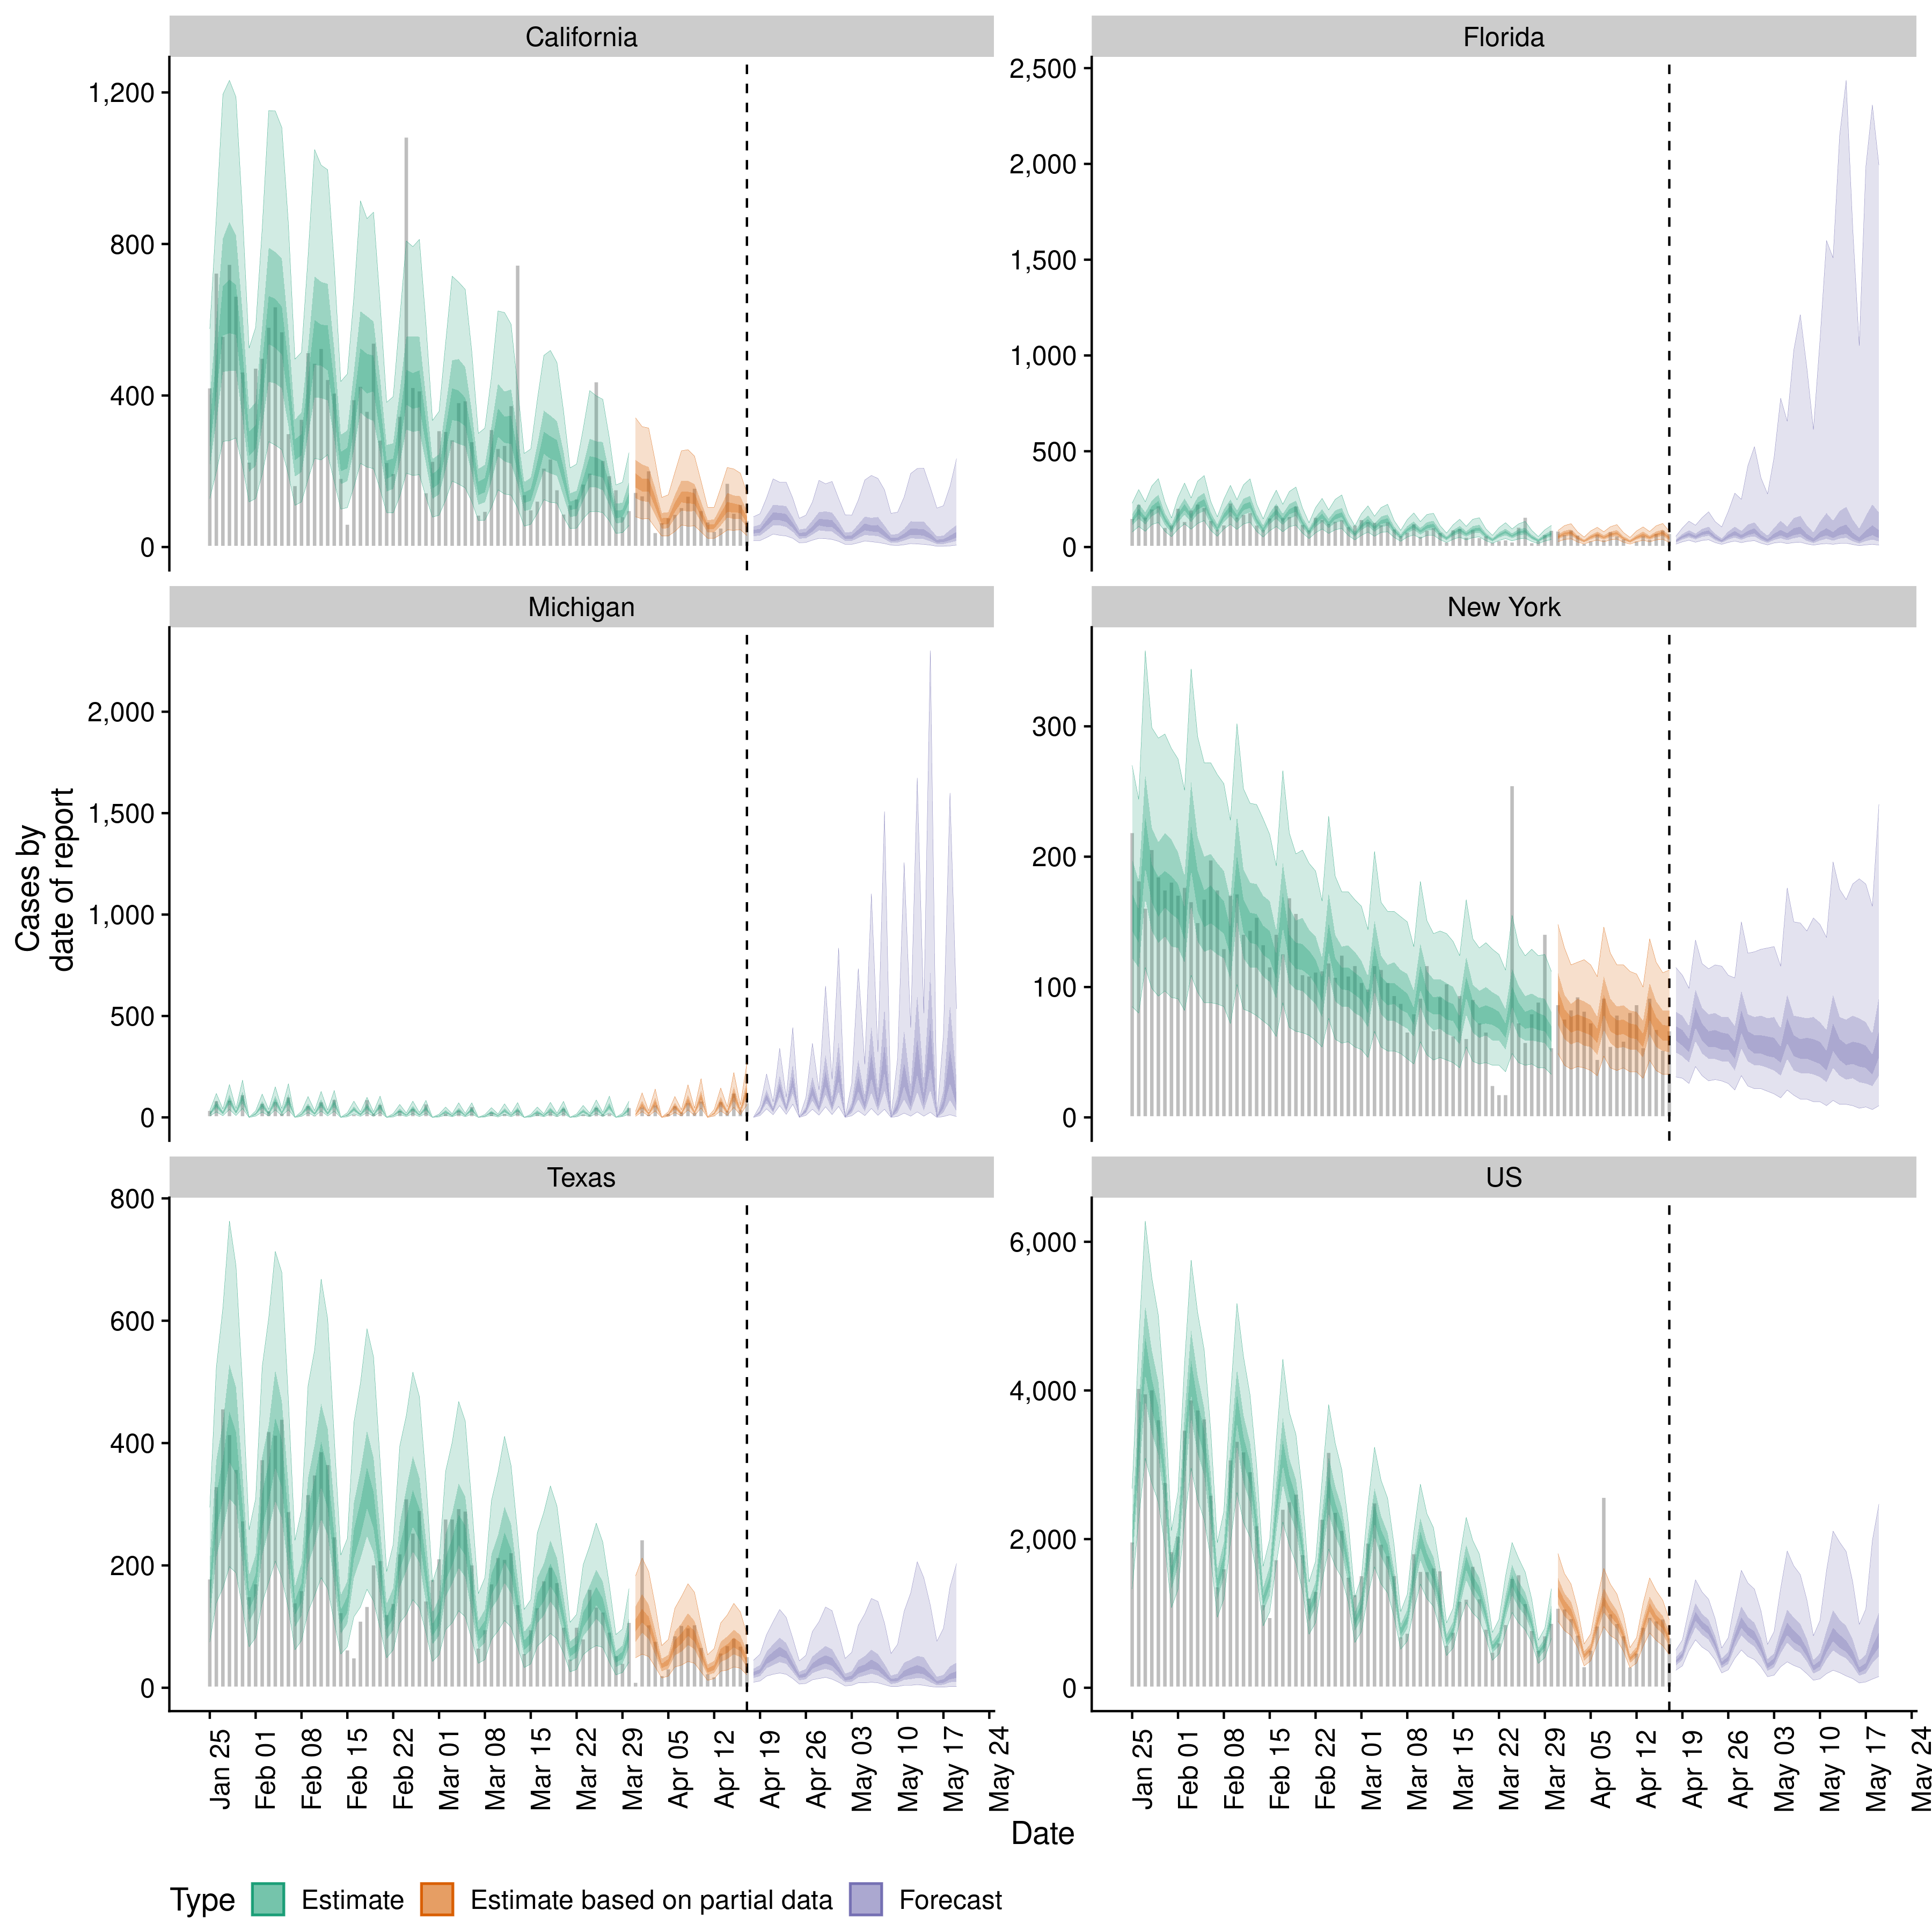 California
Florida
1,200
800
400
0
2,500
2,000
1,500
1,000
500
0
Michigan
New York
2,000
1,500
1,000
500
0
300
200
100
0
Texas
US
800
600
400
200
0
6,000
4,000
2,000
0
Cases by
date of report
Jan 25
Feb 01
Feb 08
Feb 15
Feb 22
Mar 01
Mar 08
Mar 15
Mar 22
Mar 29
Apr 05
Apr 12
Apr 19
Apr 26
May 03
May 10
May 17
May 24
Jan 25
Feb 01
Feb 08
Feb 15
Feb 22
Mar 01
Mar 08
Mar 15
Mar 22
Mar 29
Apr 05
Apr 12
Apr 19
Apr 26
May 03
May 10
May 17
May 24
Date
Type Estimate Estimate based on partial data Forecast